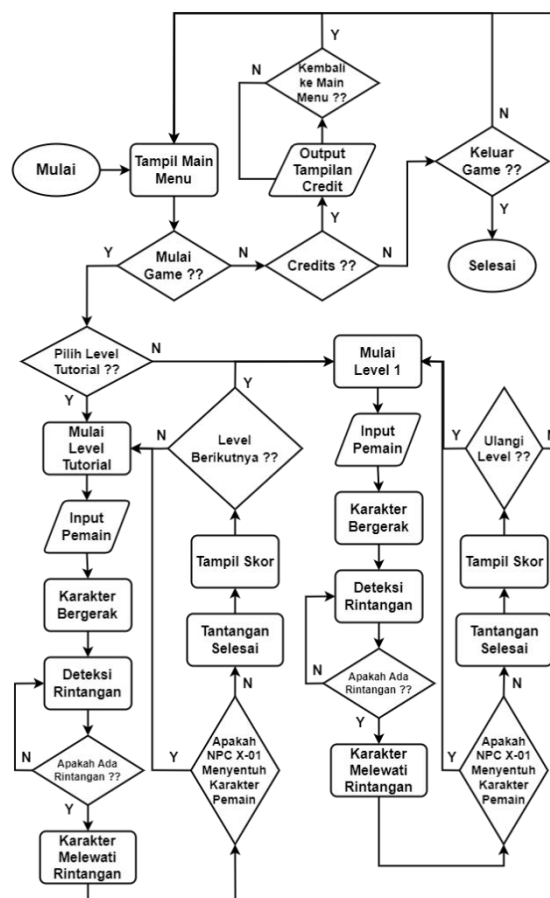 Y
N
Kembali
ke Main
Menu ??
N
Mulai
Tampil Main
Menu
Output
Tampilan
Credit
Keluar
Game ??
Y
Y
Y
Mulai
Game ??
N
Credits ??
N
Selesai
Pilih Level
Tutorial ??
N
Mulai
Level 1
Y
Y
Mulai
Level
Tutorial
N
Level
Berikutnya ??
Input
Pemain
Y
Ulangi
Level ??
N
Input
Pemain
Karakter
Bergerak
Tampil Skor
Tampil Skor
Karakter
Bergerak
Deteksi
Rintangan
Tantangan
Selesai
Tantangan
Selesai
Deteksi
Rintangan
N
N
Apakah Ada
Rintangan ??
N
N
Apakah Ada
Rintangan ??
Y
Apakah
NPC X-01
Menyentuh
Karakter
Pemain
Y
Y
Apakah
NPC X-01
Menyentuh
Karakter
Pemain
Karakter
Melewati
Rintangan
Y
Karakter
Melewati
Rintangan